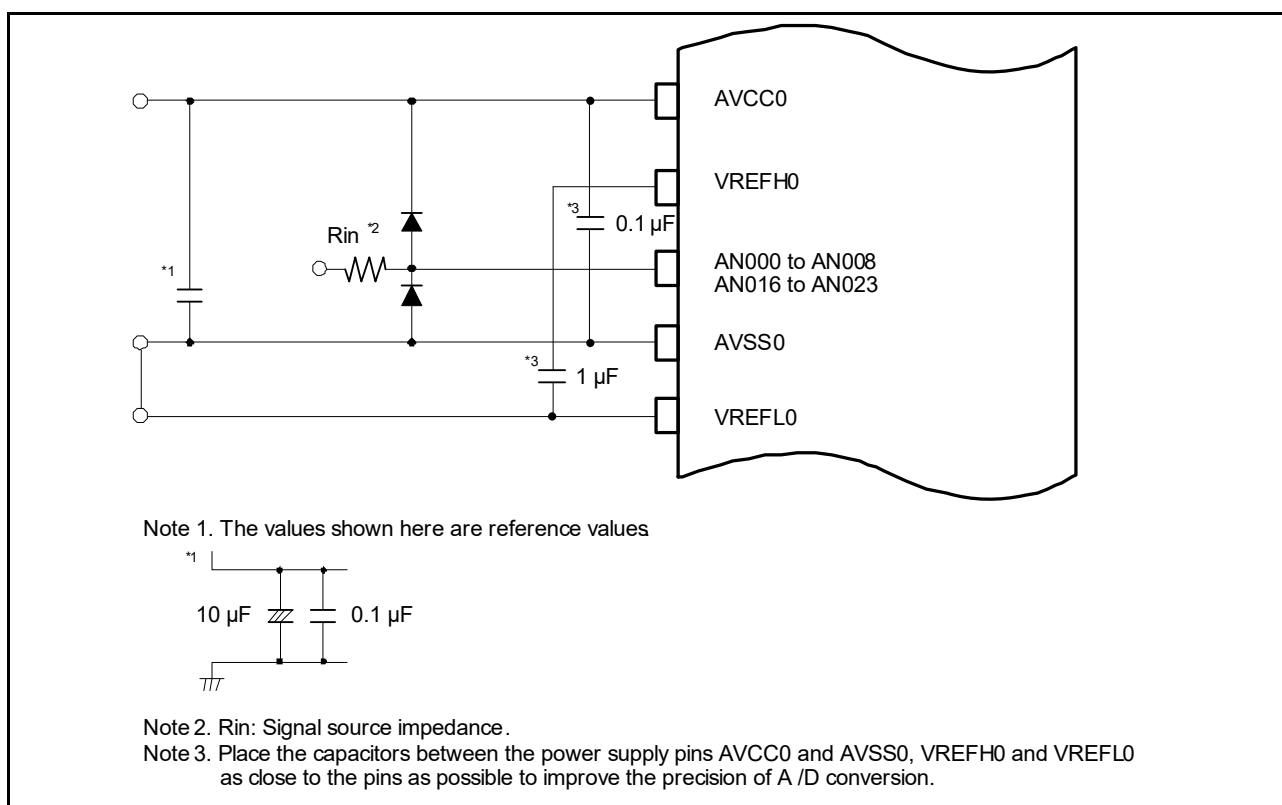 AVCC0
VREFH0
*3
0.1 µF
Rin *2
*1
AN000 to AN008
AN016 to AN023
AVSS0
*3
1 µF
VREFL0
Note 1. The values shown here are reference values.
*1
10 µF
0.1 µF
Note 2. Rin: Signal source impedance.
Note 3. Place the capacitors between the power supply pins AVCC0 and AVSS0, VREFH0 and VREFL0
as close to the pins as possible to improve the precision of A /D conversion.